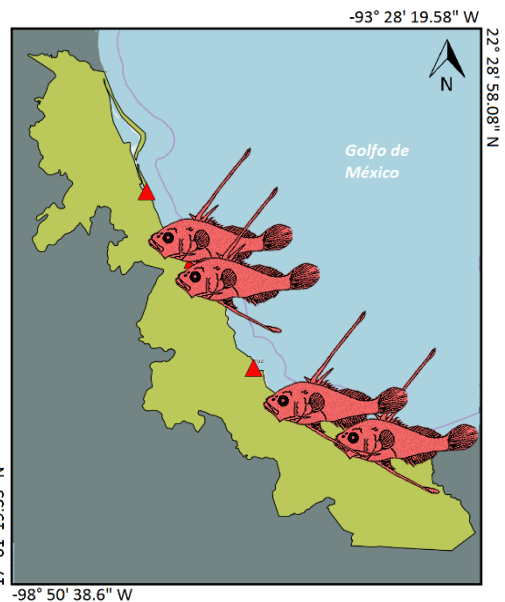 -93° 28' 19.58" W
22° 28' 58.08" N
N
Golfo de
México
-98° 50' 38.6" W